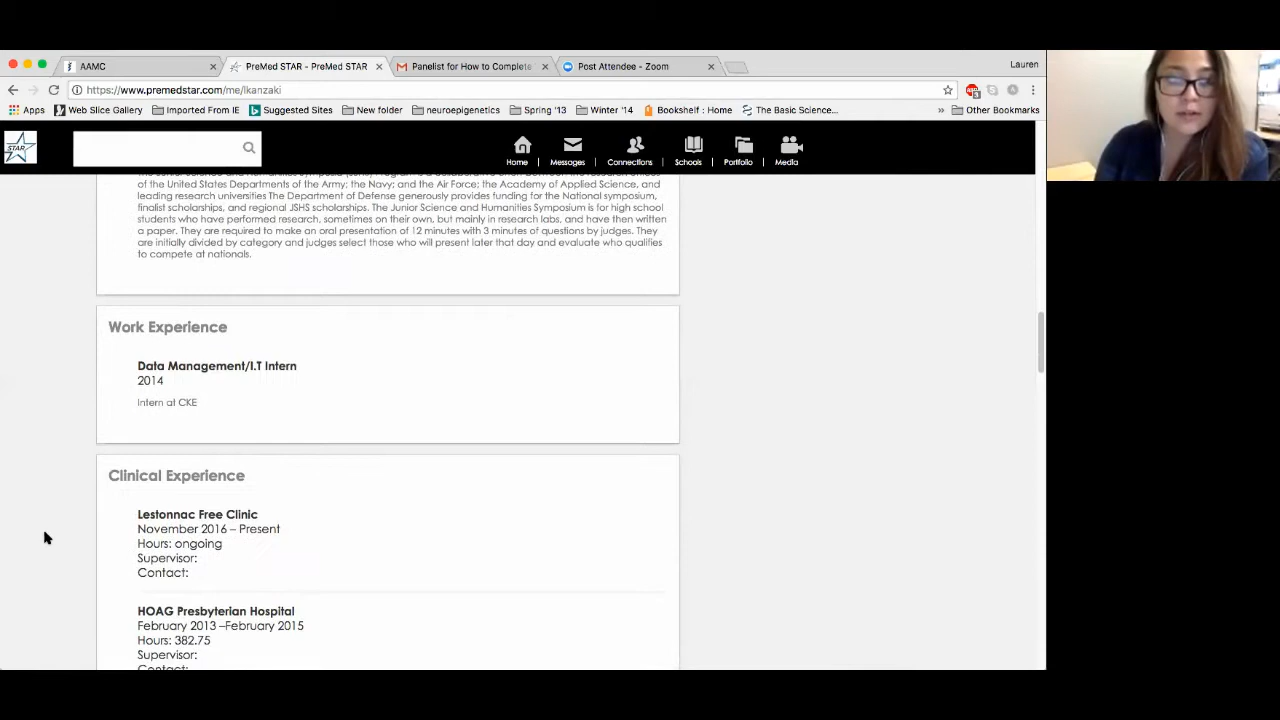 AAMC
PreMed STAR - PreMed STAR
Panelist for How to Complete
Post Attendee - Zoom
Lauren
https://www.premedstar.com/me/lkanzaki
Apps
Web Slice Gallery
Imported From IE
Suggested Sites
New folder
neuroepigenetics
Spring '13
Winter '14
Bookshelf : Home
The Basic Science...
» Other Bookmarks
STAR
Home
Messages
Connections
Schools
Portfolio
Media
of the United States Departments of the Army; the Navy; and the Air Force; the Academy of Applied Science, and
leading research universities The Department of Defense generously provides funding for the National symposium,
finalist scholarships, and regional JSHS scholarships. The Junior Science and Humanities Symposium is for high school
students who have performed research, sometimes on their own, but mainly in research labs, and have then written
a paper. They are required to make an oral presentation of 12 minutes with 3 minutes of questions by judges. They
are initially divided by category and judges select those who will present later that day and evaluate who qualifies
to compete at nationals.
Work Experience
Data Management/I.T Intern
2014
Intern at CKE
Clinical Experience
Lestonnac Free Clinic
November 2016 – Present
Hours: ongoing
Supervisor:
Contact:
HOAG Presbyterian Hospital
February 2013 –February 2015
Hours: 382.75
Supervisor:
Contact: